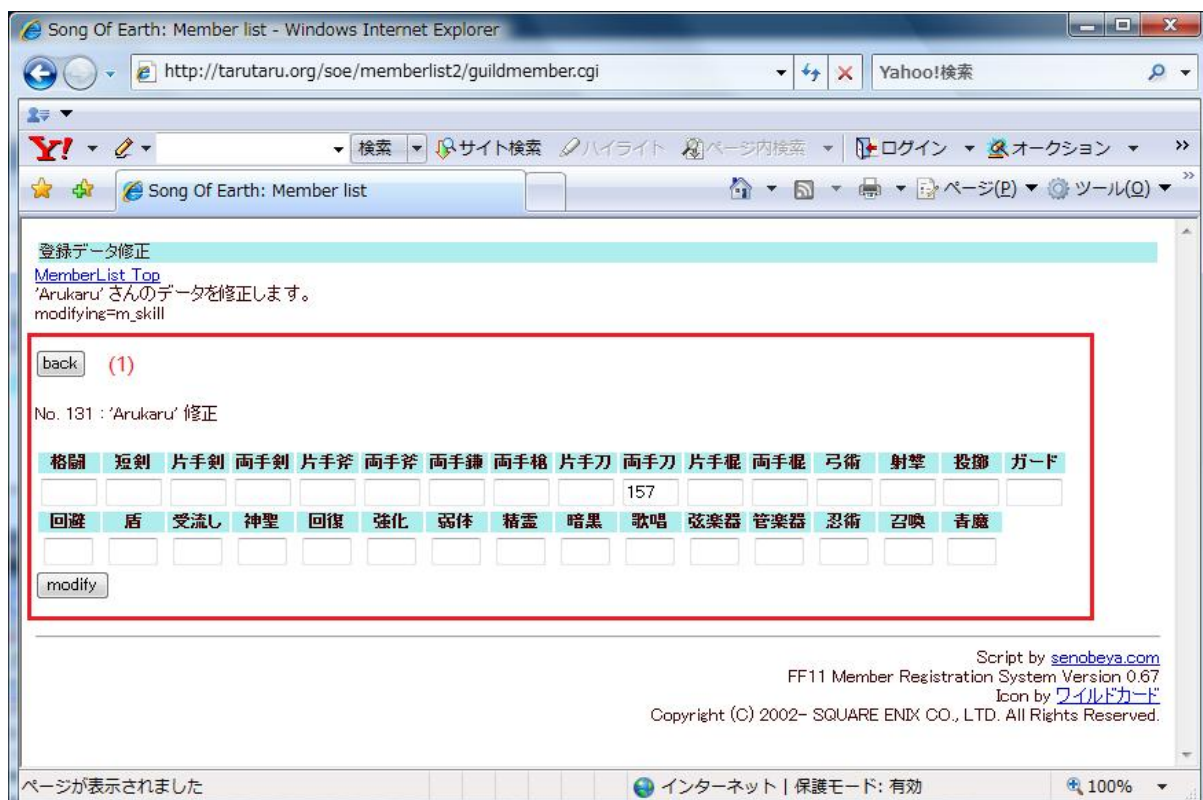 Song Of Earth: Member list - Windows Internet Explorer
http://tarutaru.org/soe/memberlist2/guildmember.cgi Yahoo!検索
Y! 検索 サイト検索 ハイライト ページ内検索 ログイン オークション
Song Of Earth: Member list ページ(P) ツール(O)
登録データ修正
MemberList Top
'Arukaru' さんのデータを修正します。
modifying=m_skill
back (1)
No. 131 : 'Arukaru' 修正
格闘 短剣 片手剣 両手剣 片手斧 両手斧 両手鎌 両手槍 片手刀 両手刀 片手棍 両手棍 弓術 射撃 投擲 ガード
157
回避 盾 受流し 神聖 回復 強化 弱体 精霊 暗黒 歌唱 弦楽器 管楽器 忍術 召喚 青魔
modify
Script by senobeya.com
FF11 Member Registration System Version 0.67
Icon by ワイルドカード
Copyright (C) 2002- SQUARE ENIX CO., LTD. All Rights Reserved.
ページが表示されました インターネット | 保護モード: 有効 100%